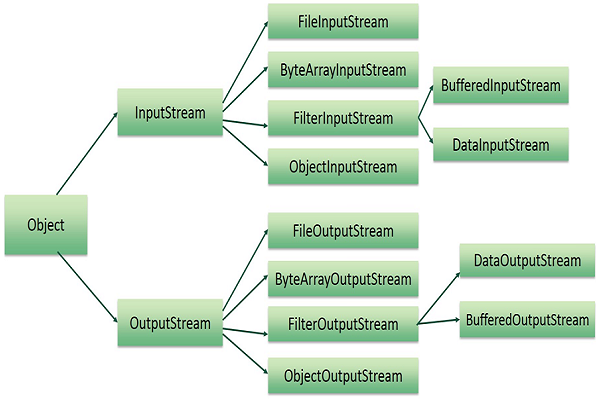 Object
InputStream
FileInputStream
ByteArrayInputStream
FilterInputStream
BufferedInputStream
DataInputStream
ObjectInputStream
OutputStream
FileOutputStream
ByteArrayOutputStream
FilterOutputStream
DataOutputStream
BufferedOutputStream
ObjectOutputStream